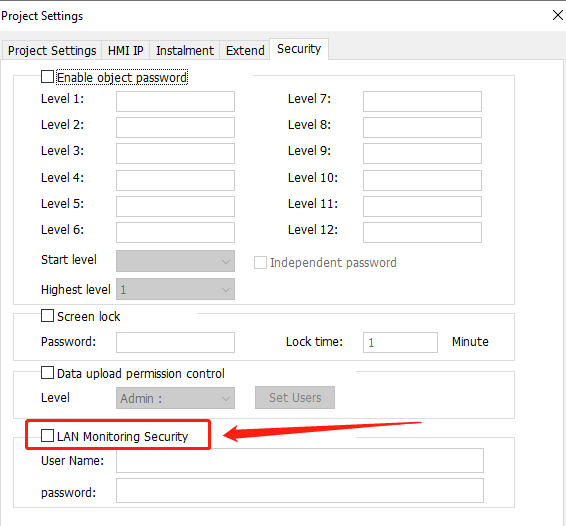 Project Settings
Project Settings HMI IP Instalment Extend Security
Enable object password
Level 1: Level 7:
Level 2: Level 8:
Level 3: Level 9:
Level 4: Level 10:
Level 5: Level 11:
Level 6: Level 12:
Start level Independent password
Highest level 1
Screen lock
Password: Lock time: 1 Minute
Data upload permission control
Level Admin : Set Users
LAN Monitoring Security
User Name:
password: